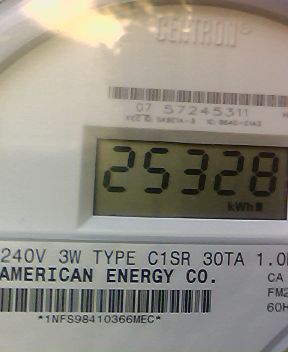 CENTRON®
07 57245311
25328
kWh
240V 3W TYPE C1SR 30TA 1.0
AMERICAN ENERGY CO.
CA
FM2
60H
*1NFS98410366MEC*